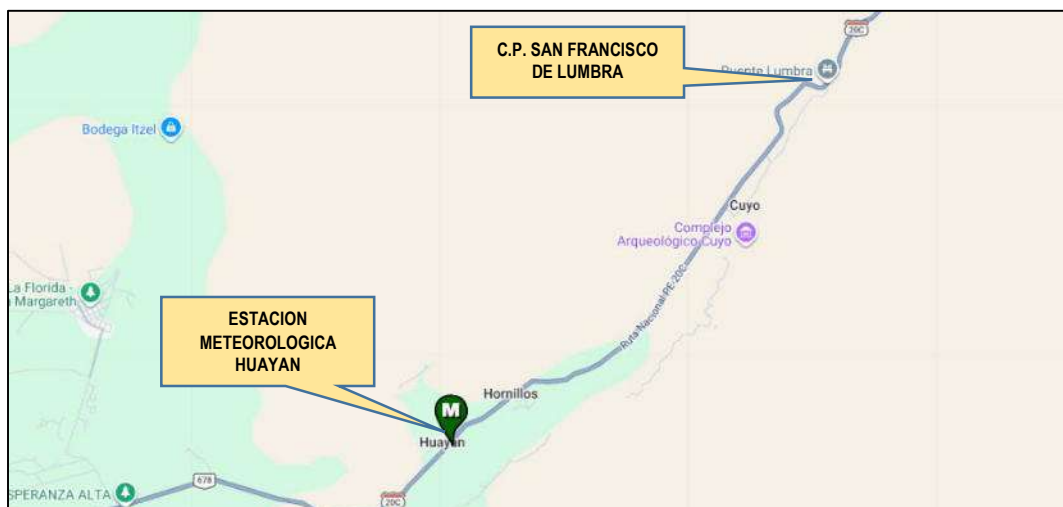 20C
C.P. SAN FRANCISCO
DE LUMBRA
Puente Lumbra
Bodega Itzel
Cuyo
Complejo
Arqueológico Cuyo
La Florida -
Margareth
Ruta Nacional PE-20C
ESTACION
METEOROLOGICA
HUAYAN
Hornillos
M
Huayan
678
SPERANZA ALTA
20C